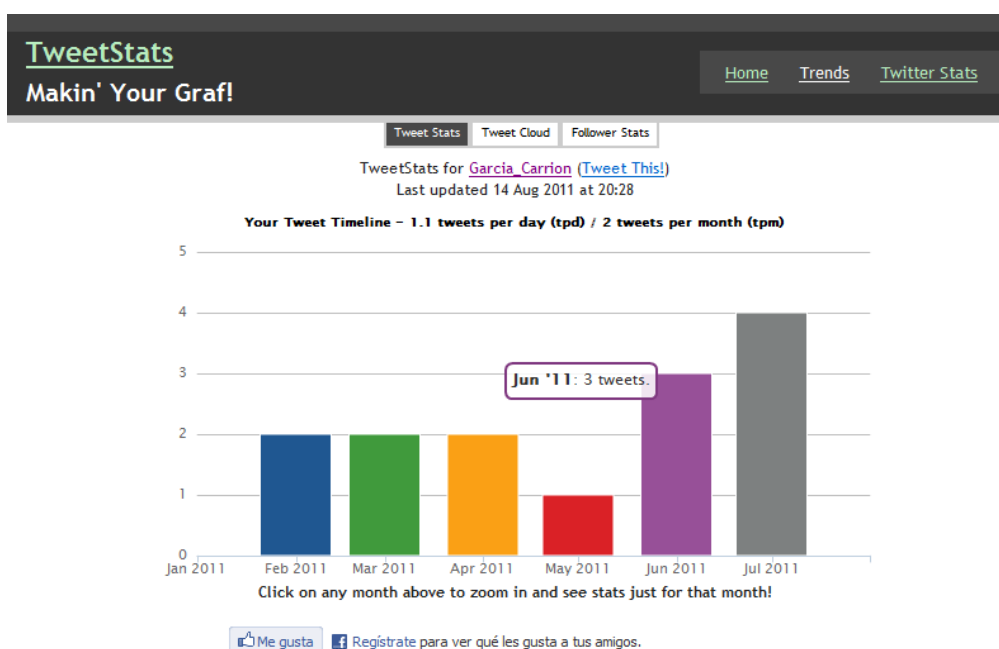 TweetStats
Makin' Your Graf!
Home Trends Twitter Stats
Tweet Stats Tweet Cloud Follower Stats
TweetStats for Garcia_Carrion (Tweet This!)
Last updated 14 Aug 2011 at 20:28
Your Tweet Timeline - 1.1 tweets per day (tpd) / 2 tweets per month (tpm)
5
4
3
Jun '11: 3 tweets.
2
1
0
Jan 2011 Feb 2011 Mar 2011 Apr 2011 May 2011 Jun 2011 Jul 2011
Click on any month above to zoom in and see stats just for that month!
Me gusta Regístrate para ver qué les gusta a tus amigos.